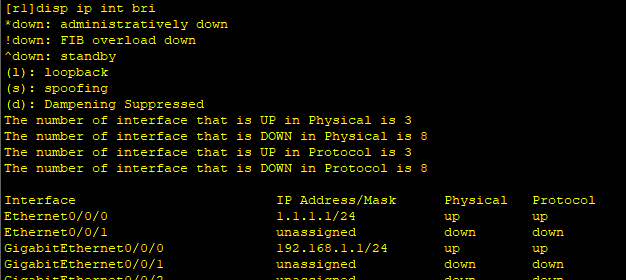 [r1]disp ip int bri
*down: administratively down
!down: FIB overload down
^down: standby
(l): loopback
(s): spoofing
(d): Dampening Suppressed
The number of interface that is UP in Physical is 3
The number of interface that is DOWN in Physical is 8
The number of interface that is UP in Protocol is 3
The number of interface that is DOWN in Protocol is 8
Interface IP Address/Mask Physical Protocol
Ethernet0/0/0 1.1.1.1/24 up up
Ethernet0/0/1 unassigned down down
GigabitEthernet0/0/0 192.168.1.1/24 up up
GigabitEthernet0/0/1 unassigned down down